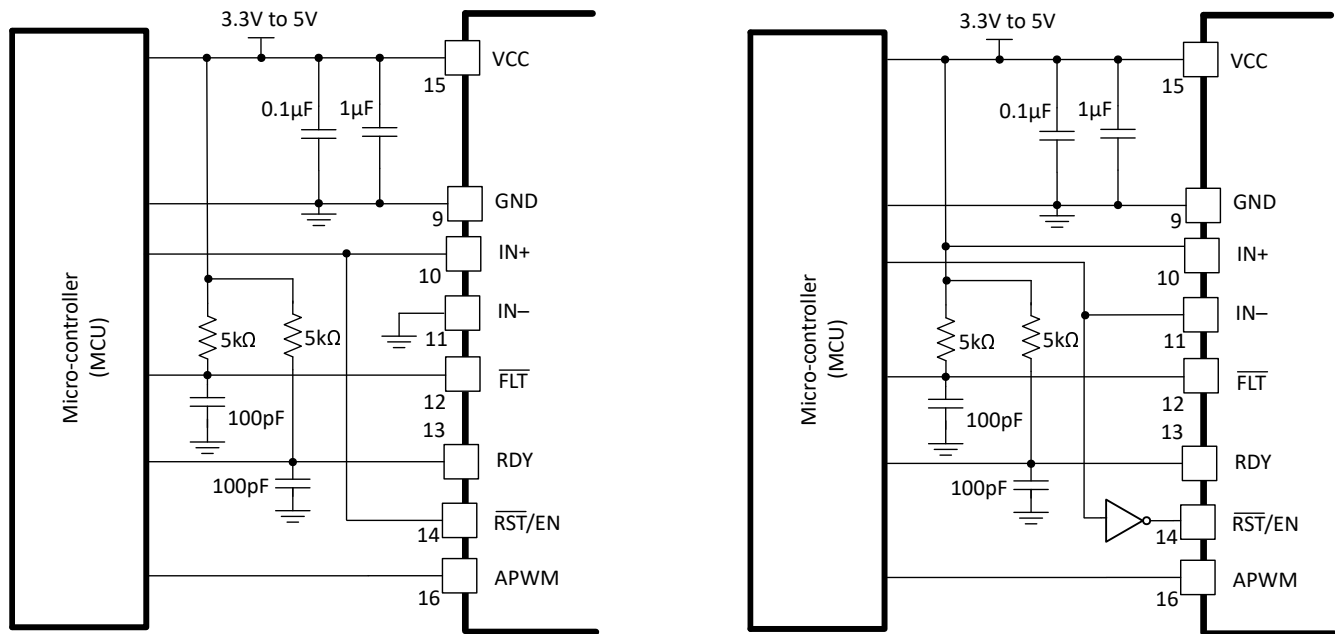 3.3V to 5V
VCC
15
0.1µF
1µF
GND
9
IN+
10
IN–
11
5kΩ
5kΩ
FLT
12
100pF
13
RDY
100pF
RST/EN
14
APWM
16
Micro-controller
(MCU)
3.3V to 5V
VCC
15
0.1µF
1µF
GND
9
IN+
10
IN–
11
5kΩ
5kΩ
FLT
12
100pF
13
RDY
100pF
RST/EN
14
APWM
16
Micro-controller
(MCU)